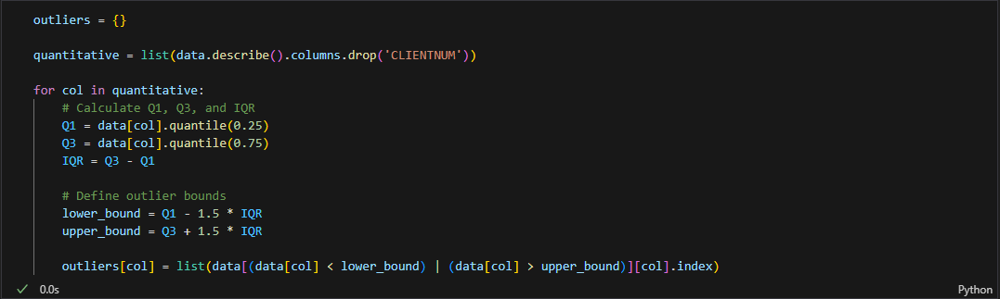 outliers = {}
quantitative = list(data.describe().columns.drop('CLIENTNUM'))
for col in quantitative:
    # Calculate Q1, Q3, and IQR
    Q1 = data[col].quantile(0.25)
    Q3 = data[col].quantile(0.75)
    IQR = Q3 - Q1
    # Define outlier bounds
    lower_bound = Q1 - 1.5 * IQR
    upper_bound = Q3 + 1.5 * IQR
    outliers[col] = list(data[(data[col] < lower_bound) | (data[col] > upper_bound)][col].index)
0.0s
Python